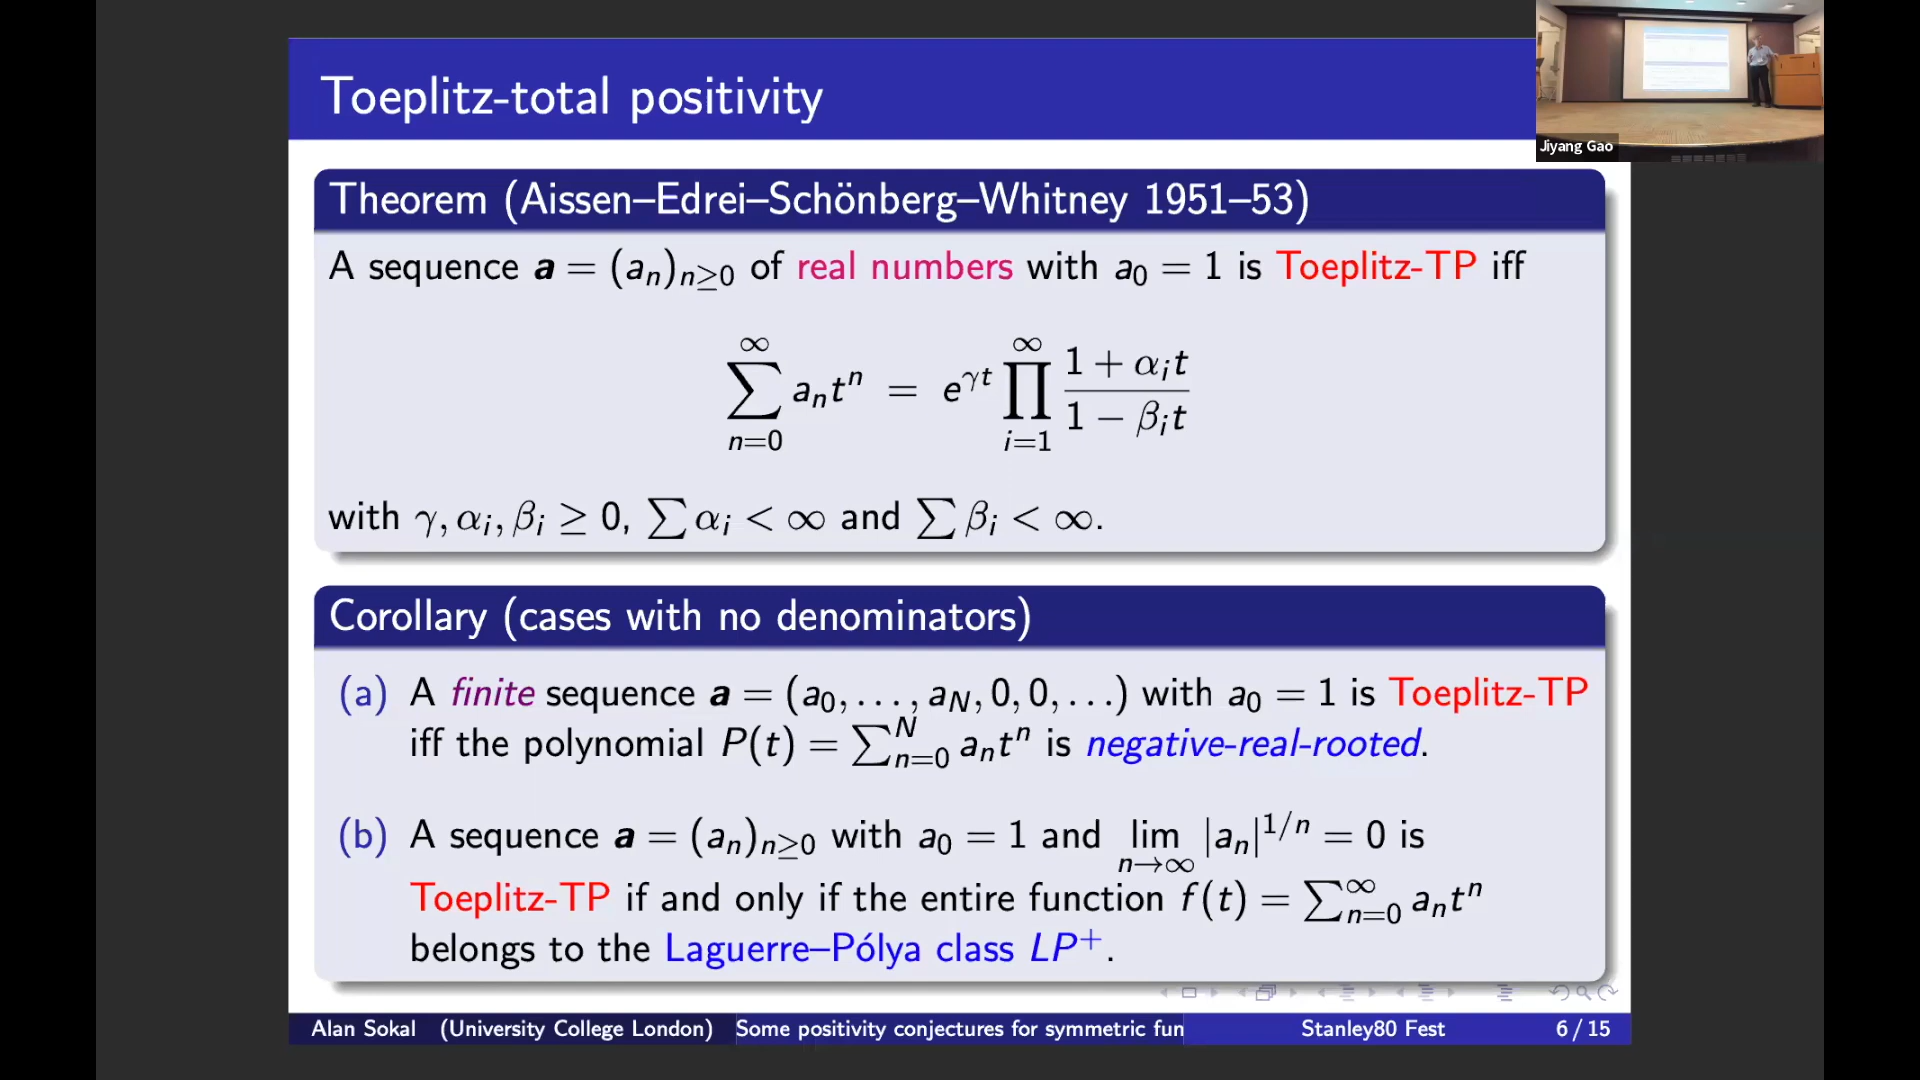 Toeplitz-total positivity
Jiyang Gao
Theorem (Aissen–Edrei–Schönberg–Whitney 1951–53)
A sequence a = (aₙ)ₙ≥₀ of real numbers with a₀ = 1 is Toeplitz-TP iff
∑_{n=0}^{∞} aₙtⁿ = e^{γt} ∏_{i=1}^{∞} (1 + αᵢt)/(1 − βᵢt)
with γ, αᵢ, βᵢ ≥ 0, ∑ αᵢ < ∞ and ∑ βᵢ < ∞.
Corollary (cases with no denominators)
(a) A finite sequence a = (a₀, . . . , a_N, 0, 0, . . .) with a₀ = 1 is Toeplitz-TP
iff the polynomial P(t) = ∑_{n=0}^{N} aₙtⁿ is negative-real-rooted.
(b) A sequence a = (aₙ)ₙ≥₀ with a₀ = 1 and lim_{n→∞} |aₙ|^{1/n} = 0 is
Toeplitz-TP if and only if the entire function f(t) = ∑_{n=0}^{∞} aₙtⁿ
belongs to the Laguerre–Pólya class LP⁺.
Alan Sokal (University College London) Some positivity conjectures for symmetric fun Stanley80 Fest 6 / 15